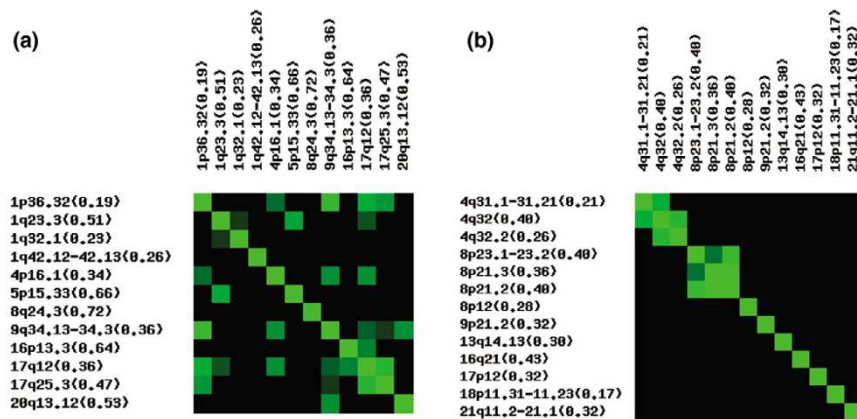 (a)
1p36.32(0.19)
1q23.3(0.51)
1q32.1(0.23)
1q42.12-42.13(0.26)
4p16.1(0.34)
5p15.33(0.66)
8q24.3(0.72)
9q34.13-34.3(0.36)
16p13.3(0.64)
17q12(0.36)
17q25.3(0.47)
20q13.12(0.53)
1p36.32(0.19)
1q23.3(0.51)
1q32.1(0.23)
1q42.12-42.13(0.26)
4p16.1(0.34)
5p15.33(0.66)
8q24.3(0.72)
9q34.13-34.3(0.36)
16p13.3(0.64)
17q12(0.36)
17q25.3(0.47)
20q13.12(0.53)
(b)
4q31.1-31.21(0.21)
4q32(0.40)
4q32.2(0.26)
8p23.1-23.2(0.40)
8p21.3(0.36)
8p21.2(0.40)
8p12(0.28)
9p21.2(0.32)
13q14.13(0.30)
16q21(0.43)
17p12(0.32)
18p11.31-11.23(0.17)
21q11.2-21.1(0.32)
4q31.1-31.21(0.21)
4q32(0.40)
4q32.2(0.26)
8p23.1-23.2(0.40)
8p21.3(0.36)
8p21.2(0.40)
8p12(0.28)
9p21.2(0.32)
13q14.13(0.30)
16q21(0.43)
17p12(0.32)
18p11.31-11.23(0.17)
21q11.2-21.1(0.32)